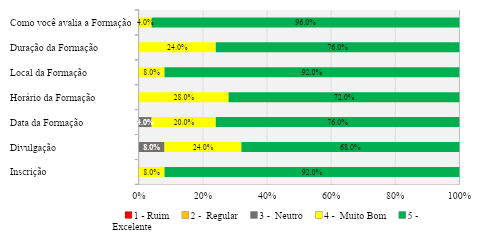 Como você avalia a Formação 4.0% 96.0%
Duração da Formação 24.0% 76.0%
Local da Formação 8.0% 92.0%
Horário da Formação 28.0% 72.0%
Data da Formação 20.0% 76.0%
Divulgação 8.0% 24.0% 68.0%
Inscrição 8.0% 92.0%
0% 20% 40% 60% 80% 100%
1 - Ruim 2 - Regular 3 - Neutro 4 - Muito Bom 5 -
Excelente